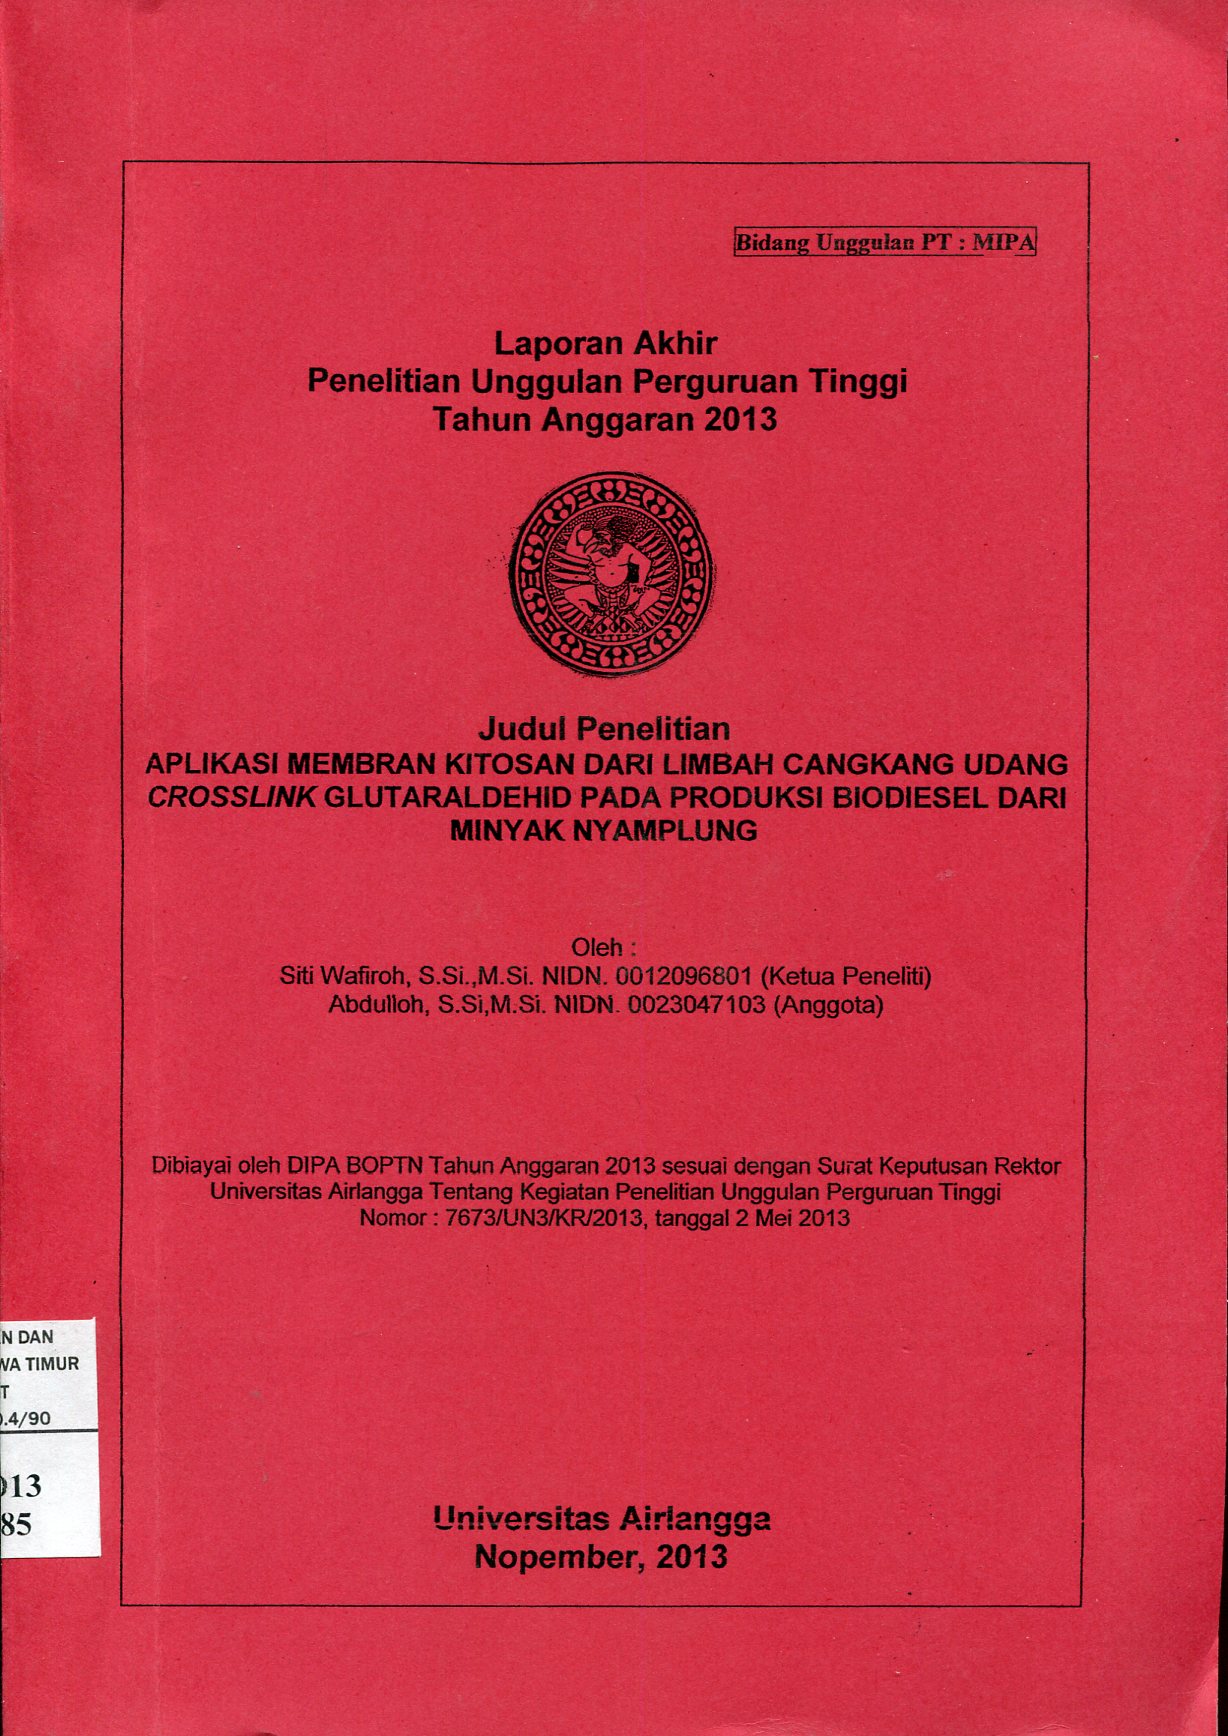 Bidang Unggulan PT : MIPA
Laporan Akhir
Penelitian Unggulan Perguruan Tinggi
Tahun Anggaran 2013
Judul Penelitian
APLIKASI MEMBRAN KITOSAN DARI LIMBAH CANGKANG UDANG
CROSSLINK GLUTARALDEHID PADA PRODUKSI BIODIESEL DARI
MINYAK NYAMPLUNG
Oleh :
Siti Wafiroh, S.Si.,M.Si. NIDN. 0012096801 (Ketua Peneliti)
Abdulloh, S.Si,M.Si. NIDN. 0023047103 (Anggota)
Dibiayai oleh DIPA BOPTN Tahun Anggaran 2013 sesuai dengan Surat Keputusan Rektor
Universitas Airlangga Tentang Kegiatan Penelitian Unggulan Perguruan Tinggi
Nomor : 7673/UN3/KR/2013, tanggal 2 Mei 2013
N DAN
WA TIMUR
T
0.4/90
013
85
Universitas Airlangga
Nopember, 2013